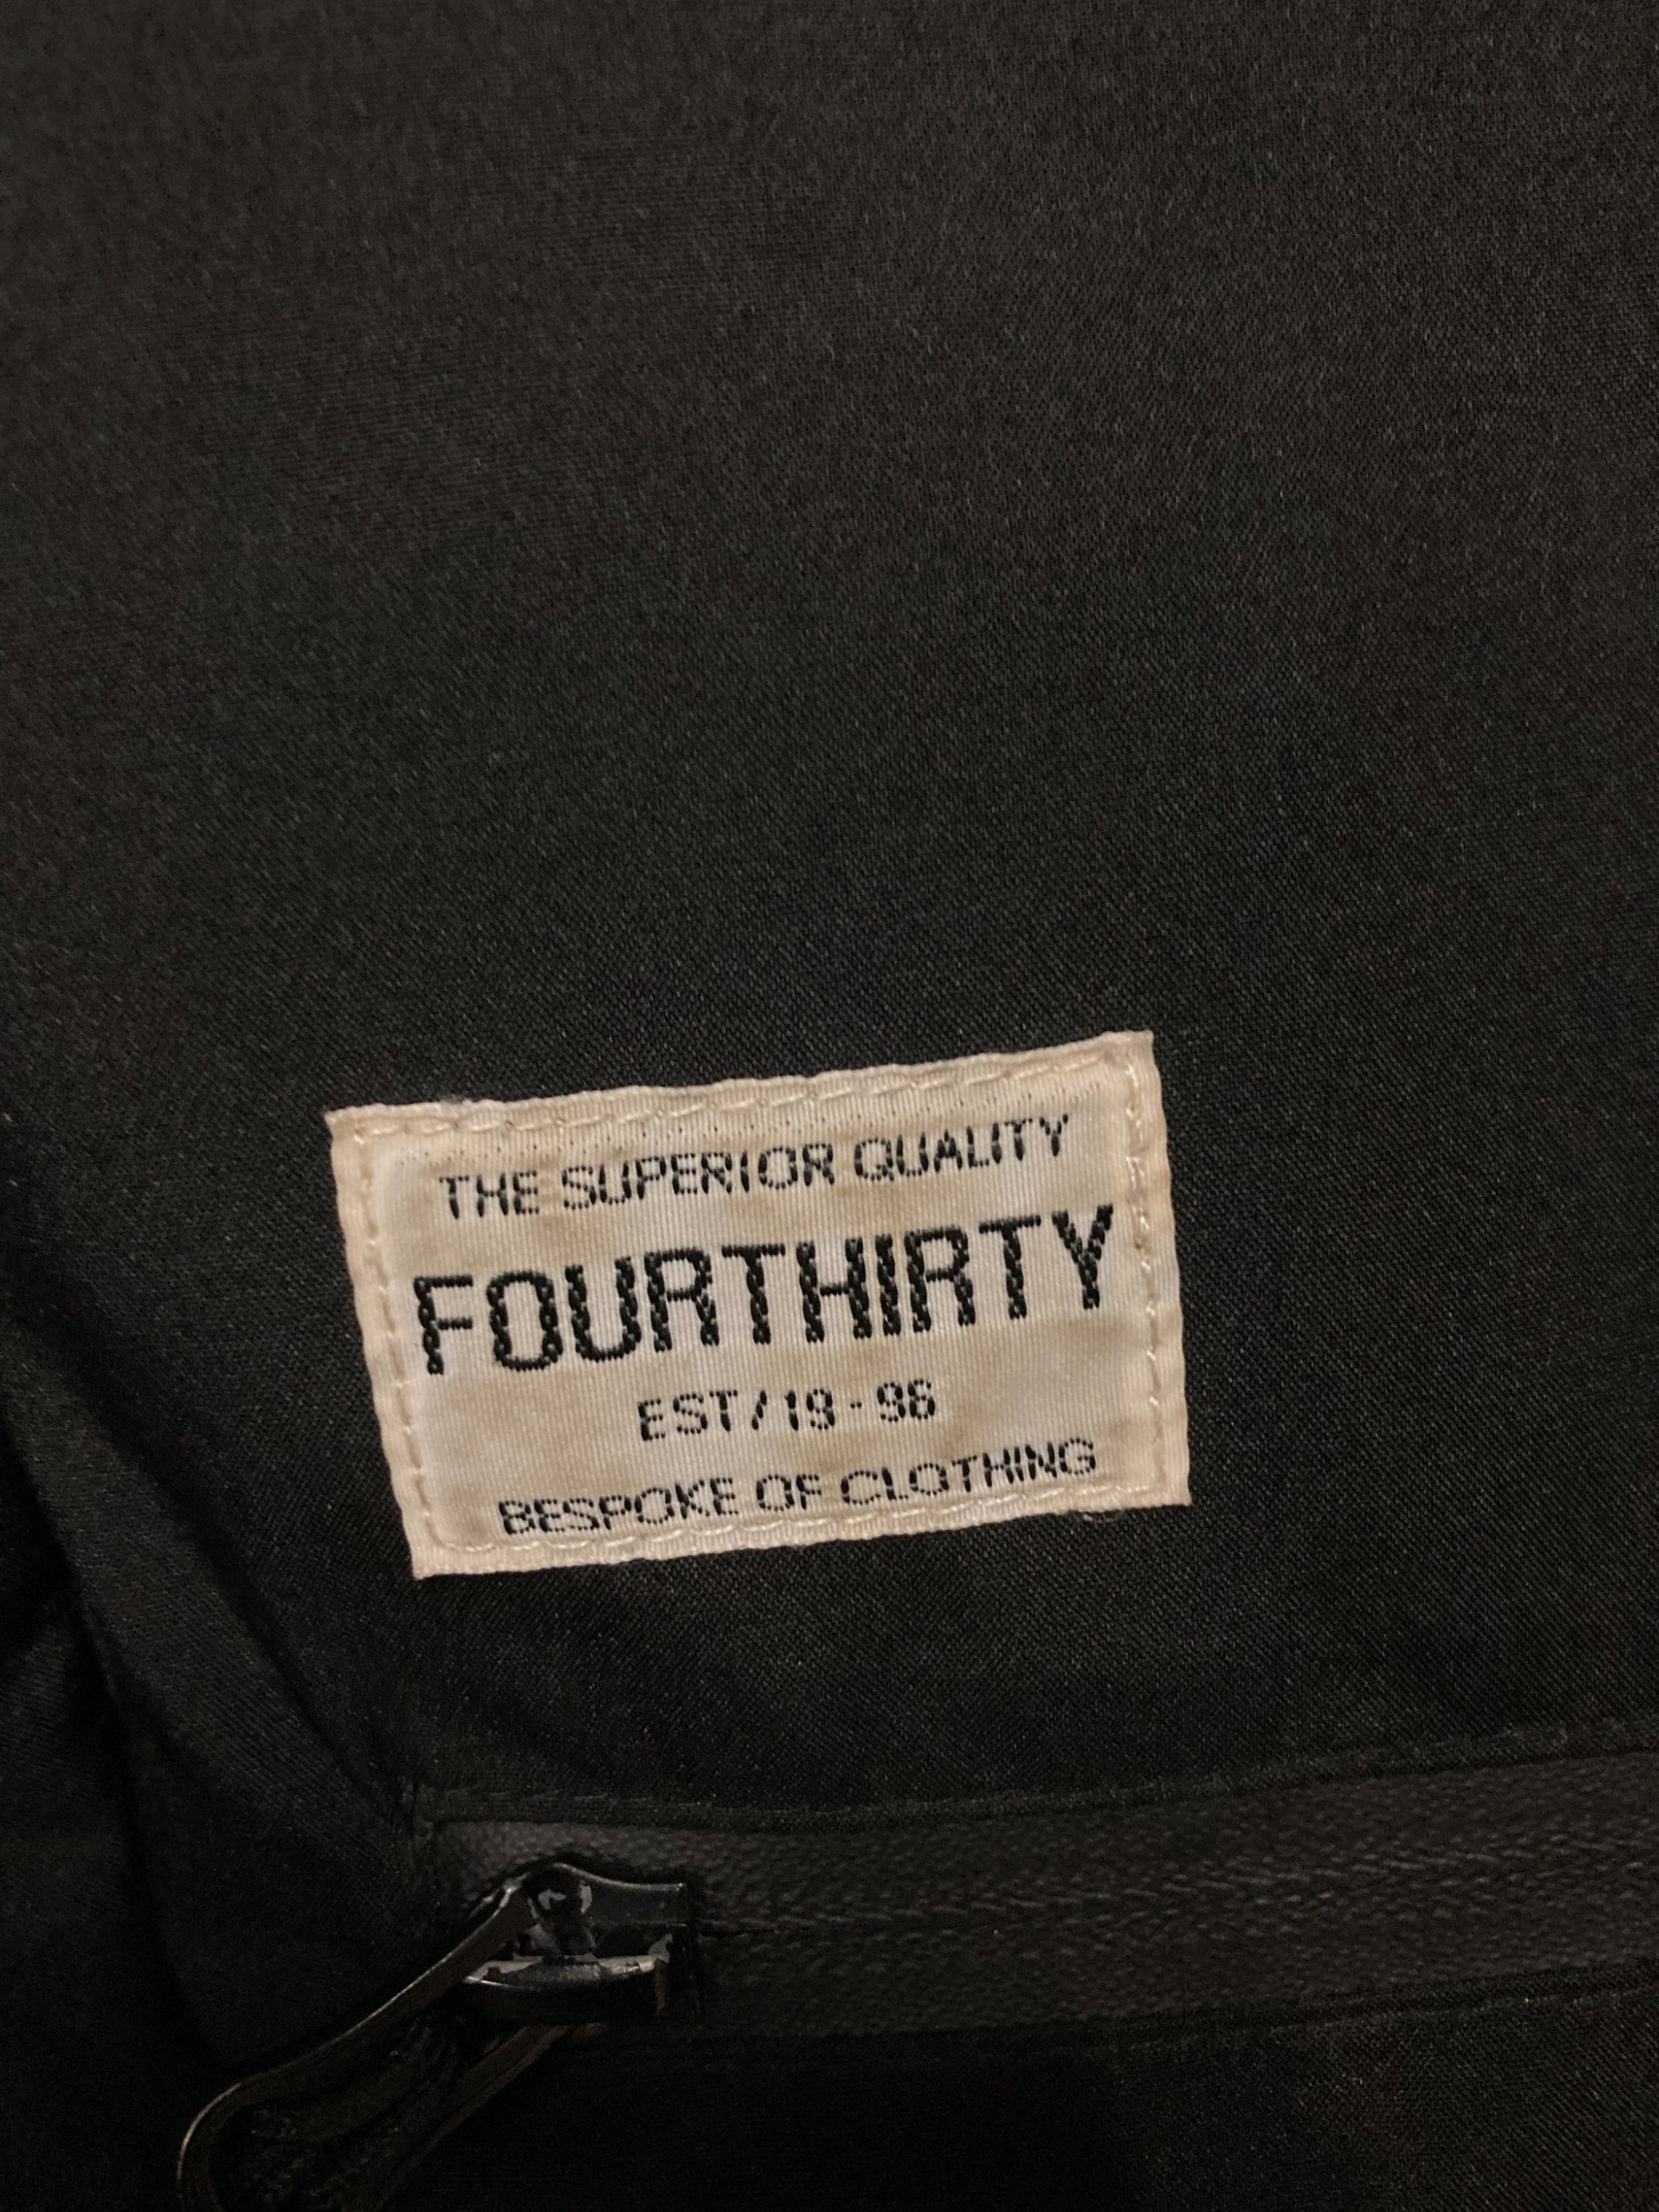 THE SUPERIOR QUALITY
FOURTHIRTY
EST/19-96
BESPOKE OF CLOTHING